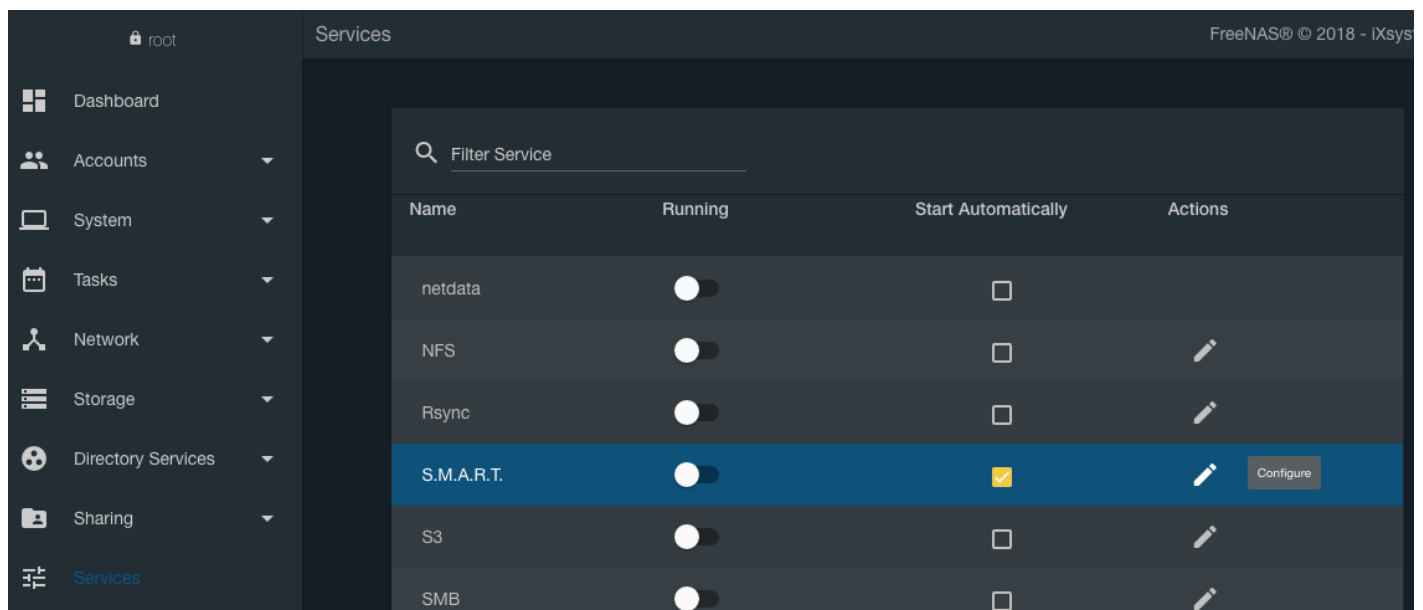 root
Services
FreeNAS® © 2018 - iXsyst
Dashboard
Accounts
System
Tasks
Network
Storage
Directory Services
Sharing
Services
Filter Service
Name Running Start Automatically Actions
netdata
NFS
Rsync
S.M.A.R.T. Configure
S3
SMB